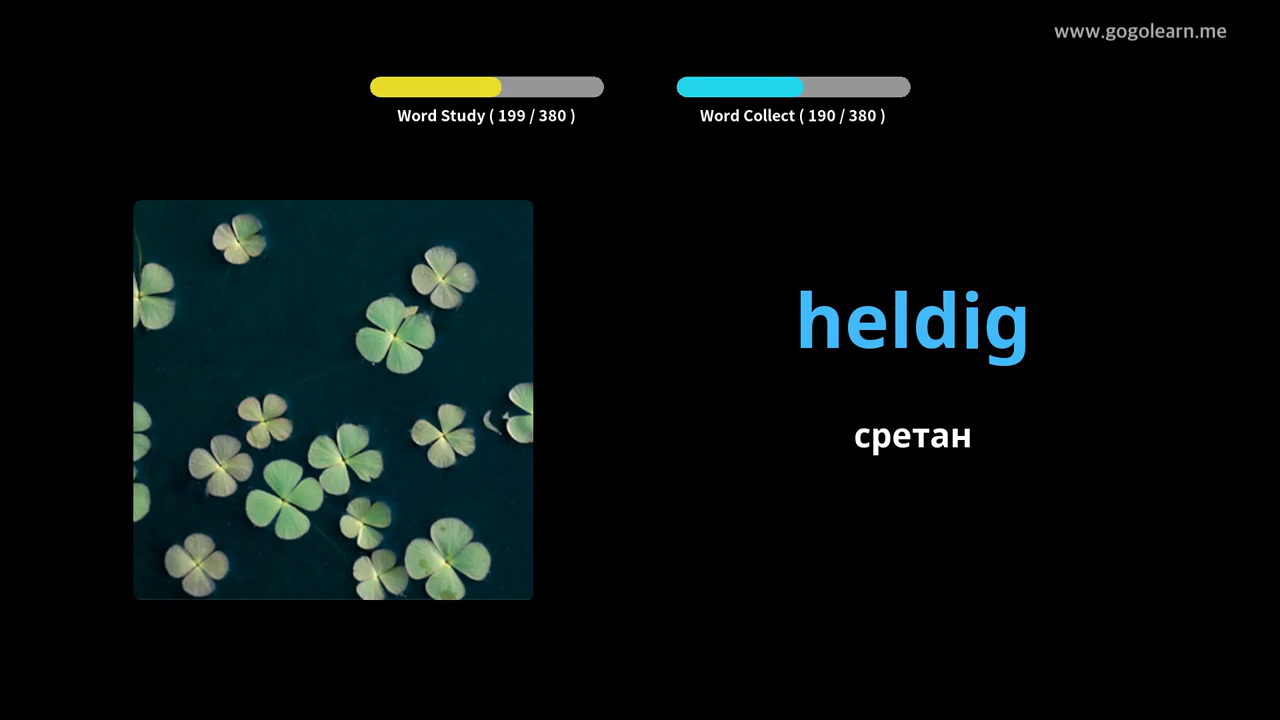 www.gogolearn.me
Word Study ( 199 / 380 )
Word Collect ( 190 / 380 )
heldig
сретан